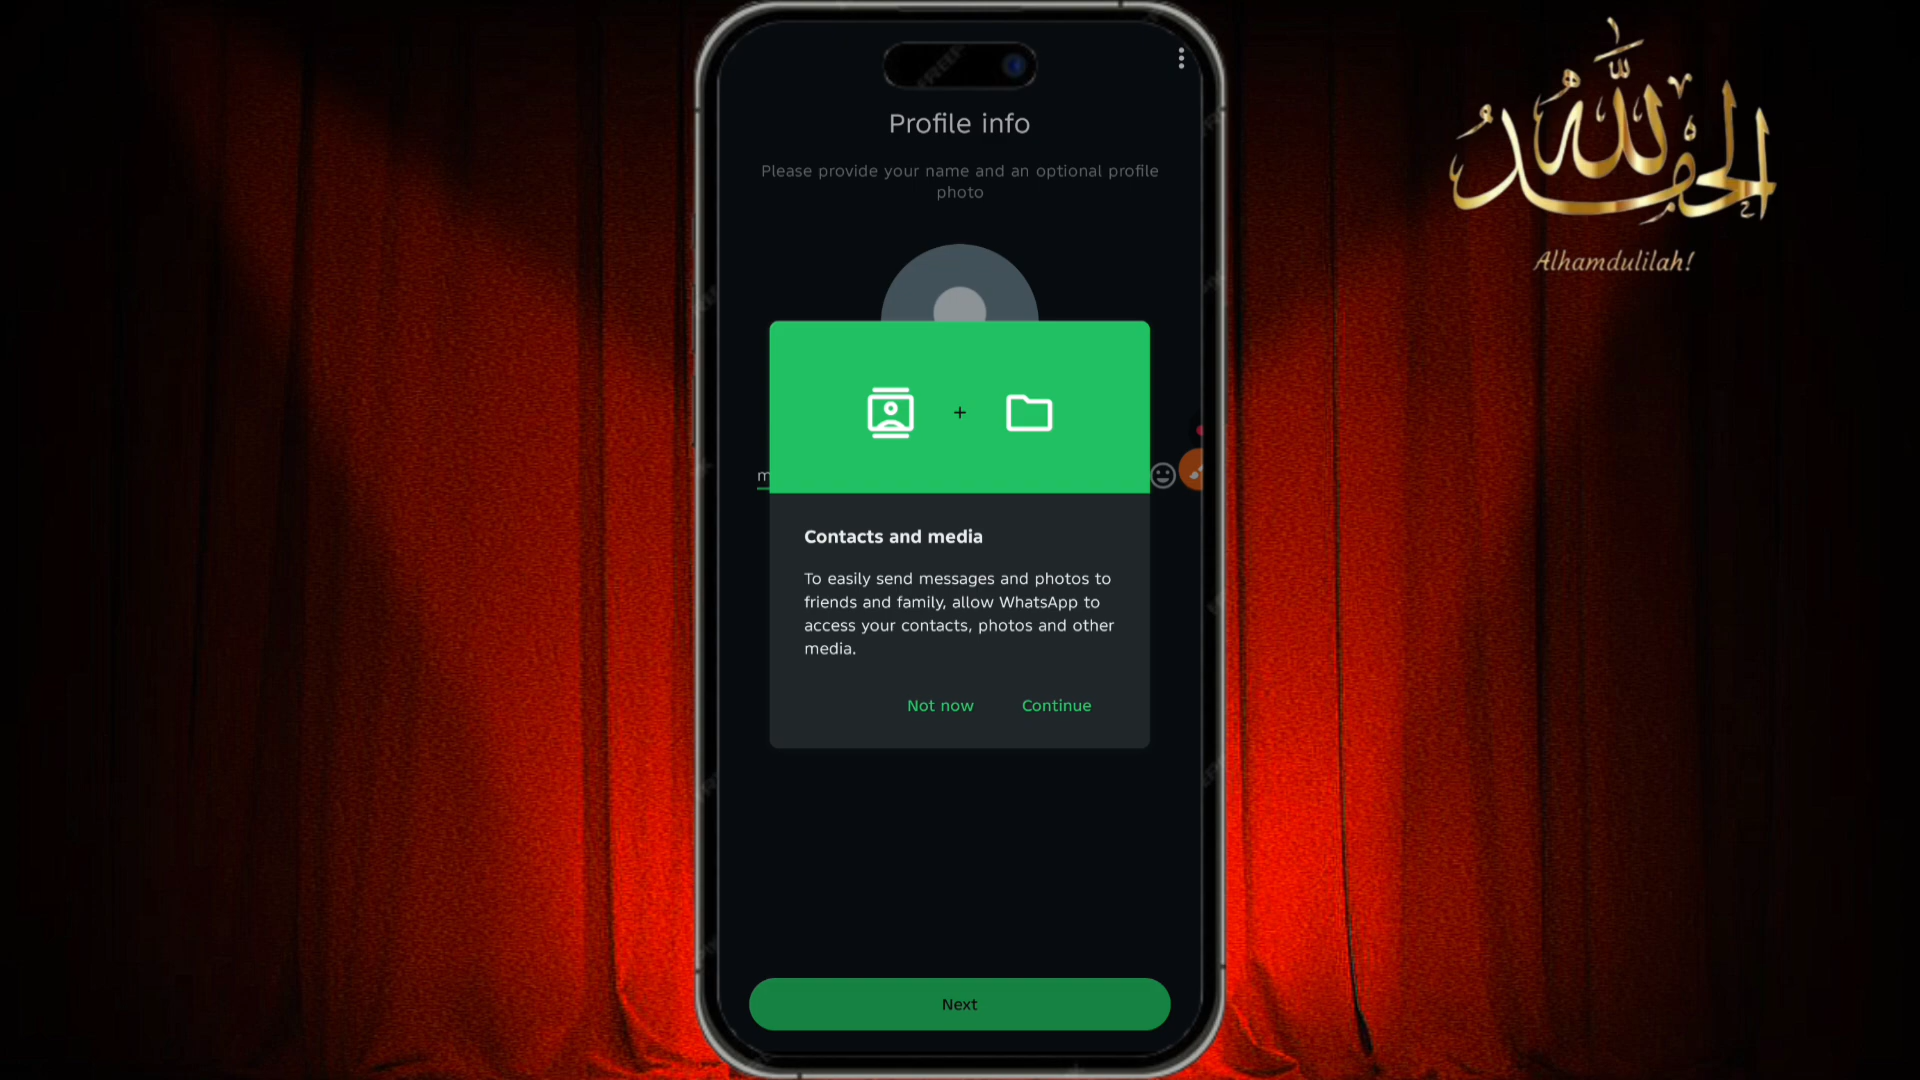 Profile info
Please provide your name and an optional profile
photo
الحمد لله
Alhamdulilah!
m
+
Contacts and media
To easily send messages and photos to
friends and family, allow WhatsApp to
access your contacts, photos and other
media.
Not now
Continue
Next